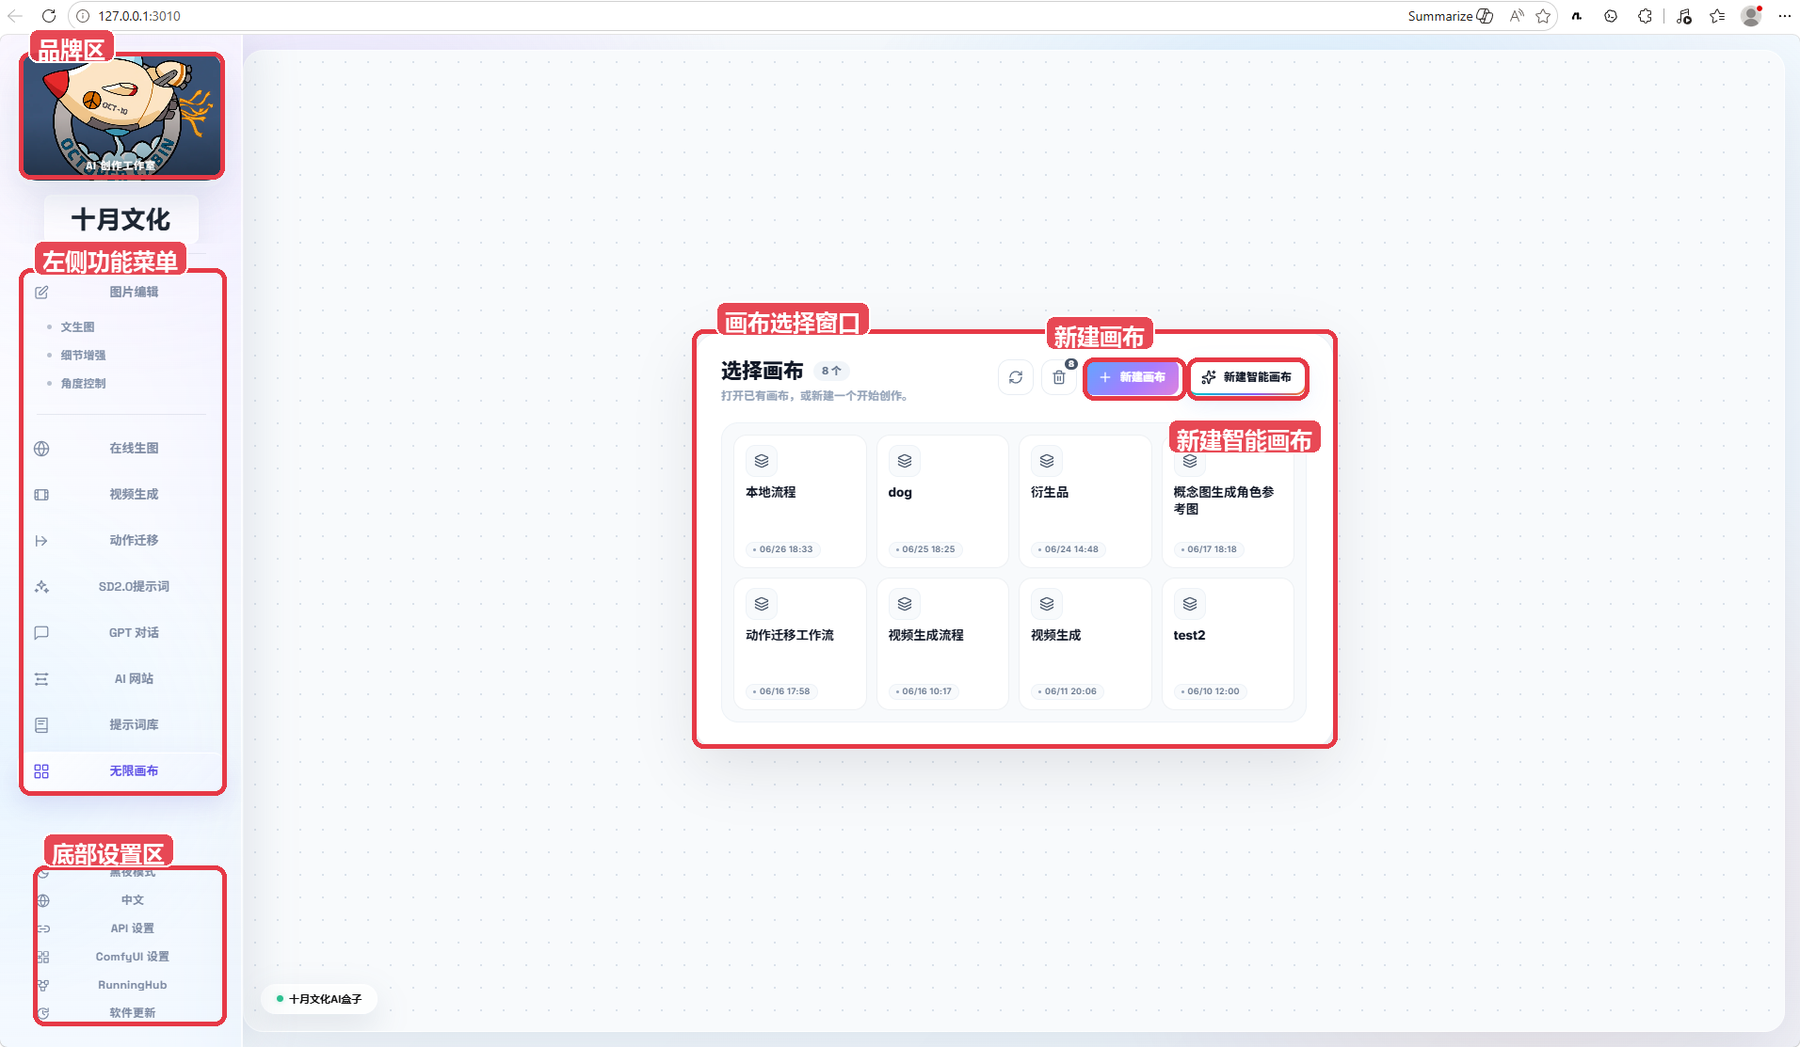 127.0.0.1:3010
Summarize
品牌区
OCT-10
AI 创作工作室
十月文化
左侧功能菜单
图片编辑
文生图
细节增强
角度控制
在线生图
视频生成
动作迁移
SD2.0提示词
GPT 对话
AI 网站
提示词库
无限画布
底部设置区
黑夜模式
中文
API 设置
ComfyUI 设置
RunningHub
软件更新
画布选择窗口
新建画布
选择画布 8 个
打开已有画布，或新建一个开始创作。
8
新建画布
新建智能画布
新建智能画布
本地流程
06/26 18:33
dog
06/25 18:25
衍生品
06/24 14:48
概念图生成角色参
考图
06/17 18:18
动作迁移工作流
06/16 17:58
视频生成流程
06/16 10:17
视频生成
06/11 20:06
test2
06/10 12:00
十月文化AI盒子